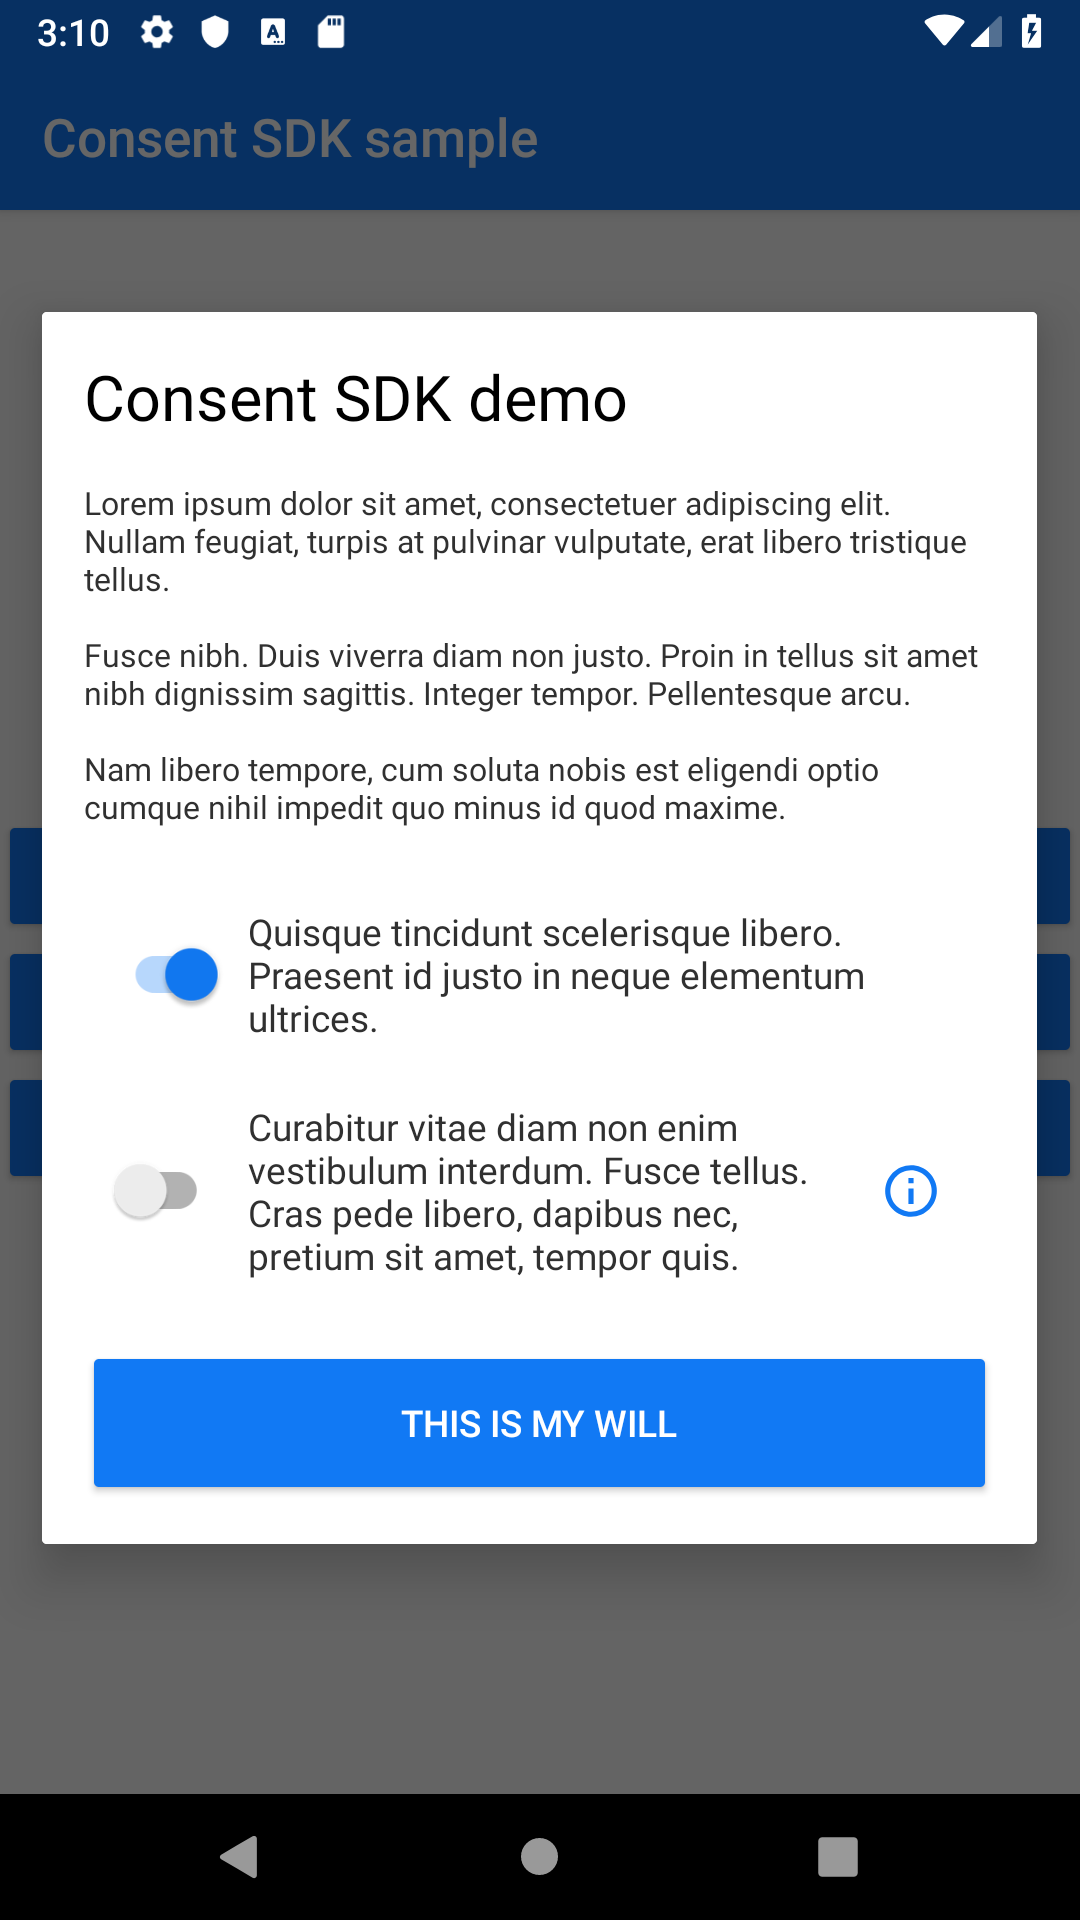 3:10
Consent SDK sample
Consent SDK demo
Lorem ipsum dolor sit amet, consectetuer adipiscing elit.
Nullam feugiat, turpis at pulvinar vulputate, erat libero tristique
tellus.
Fusce nibh. Duis viverra diam non justo. Proin in tellus sit amet
nibh dignissim sagittis. Integer tempor. Pellentesque arcu.
Nam libero tempore, cum soluta nobis est eligendi optio
cumque nihil impedit quo minus id quod maxime.
Quisque tincidunt scelerisque libero.
Praesent id justo in neque elementum
ultrices.
Curabitur vitae diam non enim
vestibulum interdum. Fusce tellus.
Cras pede libero, dapibus nec,
pretium sit amet, tempor quis.
THIS IS MY WILL